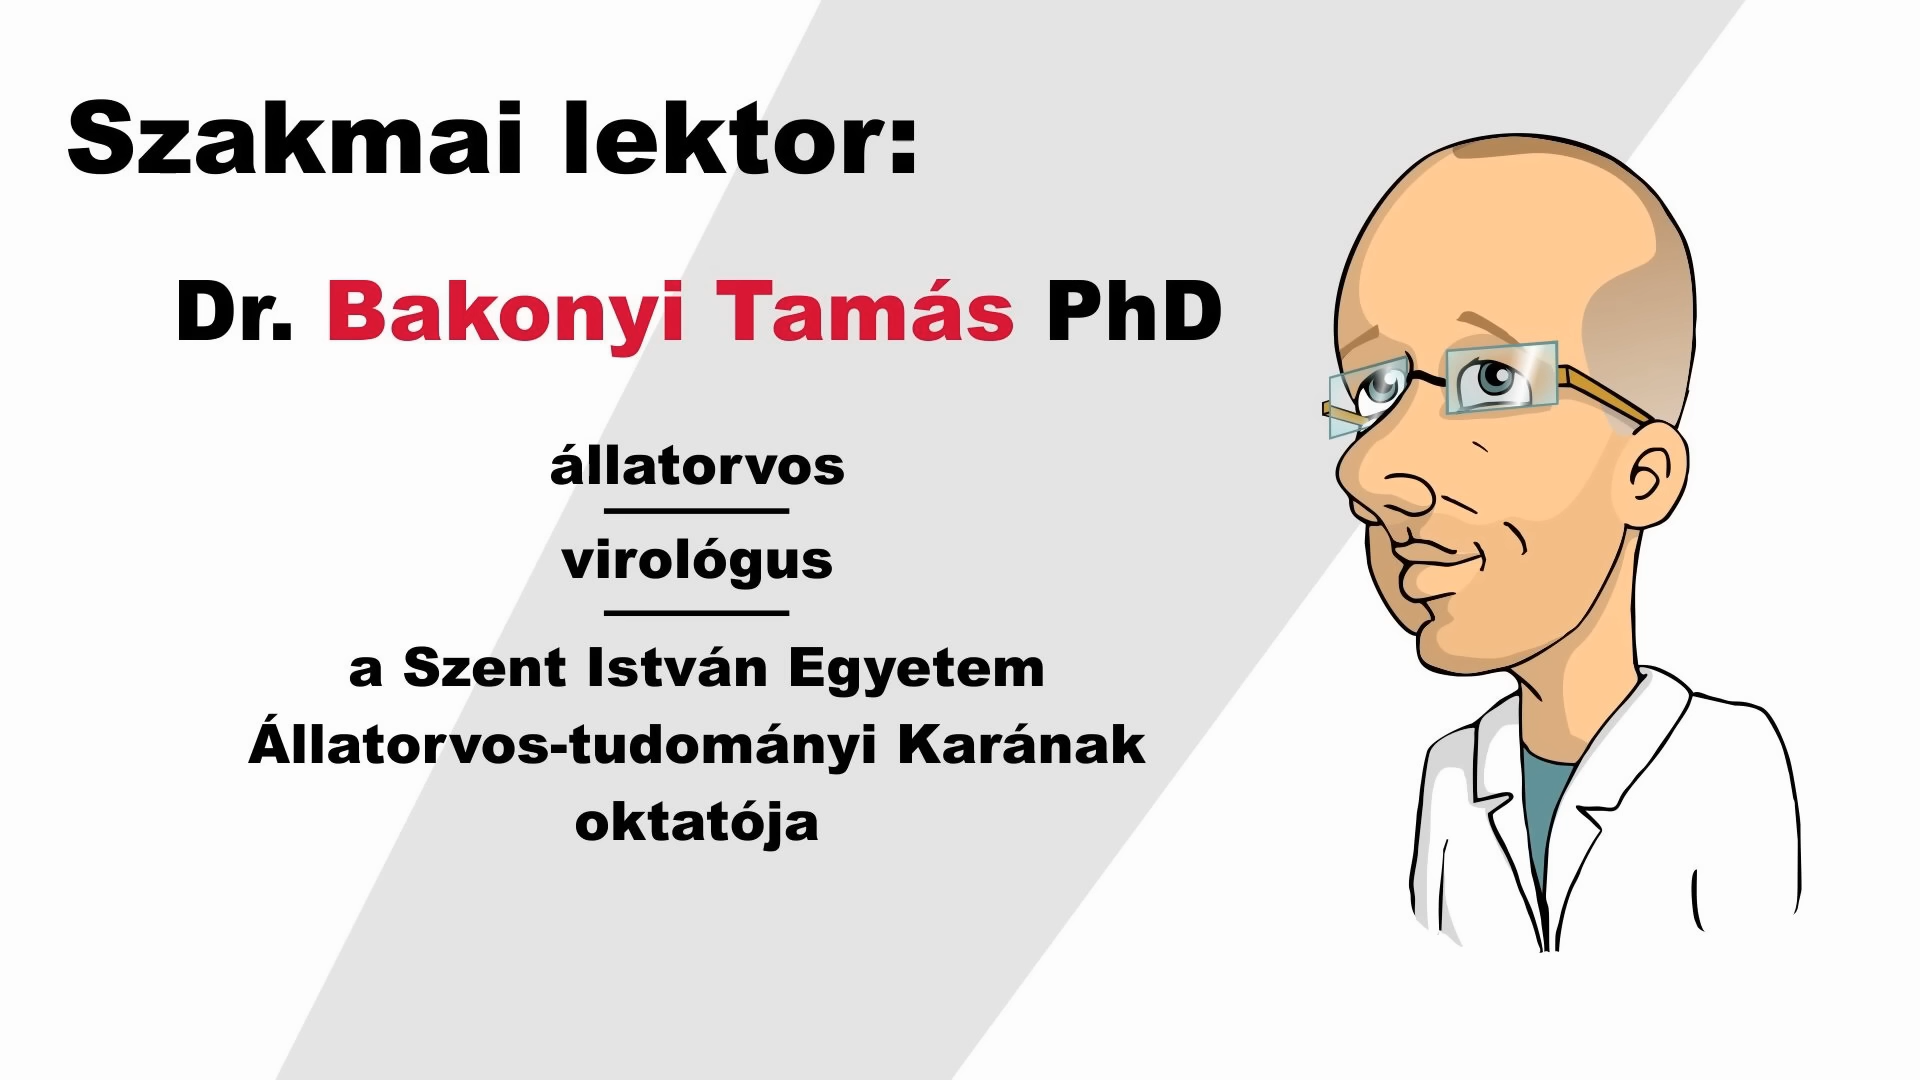 Szakmai lektor:
Dr. Bakonyi Tamás PhD
állatorvos
virológus
a Szent István Egyetem
Állatorvos-tudományi Karának
oktatója